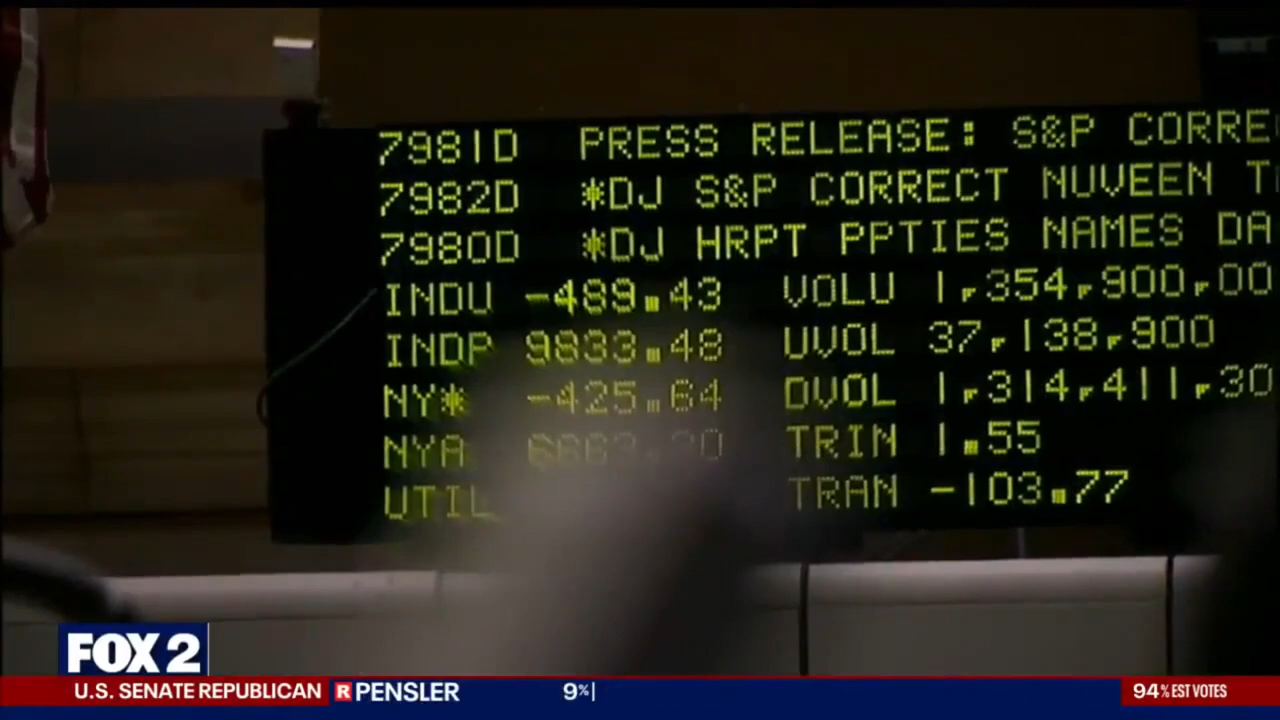 7981D PRESS RELEASE: S&P CORRE
7982D *DJ S&P CORRECT NUVEEN T
7980D *DJ HRPT PPTIES NAMES DA
INDU -489.43 VOLU 1,354,900,00
INDP 9833.48 UVOL 37,138,900
NY* -425.64 DVOL 1,314,411,30
NYA TRIN 1.55
UTIL TRAN -103.77
FOX 2
U.S. SENATE REPUBLICAN R PENSLER 9% 94% EST VOTES